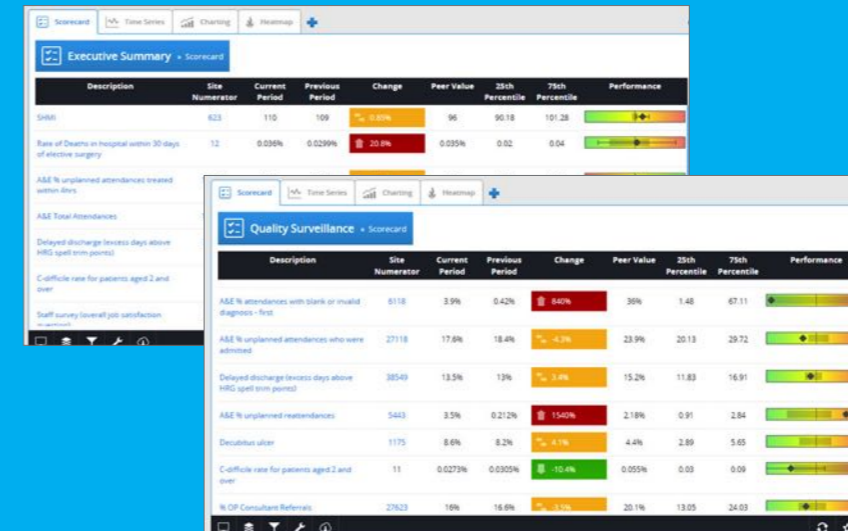 Scorecard Time Series Charting Heatmap
Executive Summary » Scorecard
Description Site Numerator Current Period Previous Period Change Peer Value 25th Percentile 75th Percentile Performance
SHMI 623 110 109 0.85% 96 90.18 101.28
Rate of Deaths in hospital within 30 days of elective surgery 12 0.036% 0.0299% 20.8% 0.035% 0.02 0.04
A&E % unplanned attendances treated within 4hrs
A&E Total Attendances
Delayed discharge (excess days above HRG spell trim points)
C-difficile rate for patients aged 2 and over
Staff survey (overall job satisfaction
Scorecard Time Series Charting Heatmap
Quality Surveillance » Scorecard
Description Site Numerator Current Period Previous Period Change Peer Value 25th Percentile 75th Percentile Performance
A&E % attendances with blank or invalid diagnosis - first 6118 3.9% 0.42% 840% 36% 1.48 67.11
A&E % unplanned attendances who were admitted 27118 17.6% 18.4% -4.3% 23.9% 20.13 29.72
Delayed discharge (excess days above HRG spell trim points) 38549 13.5% 13% 3.4% 15.2% 11.83 16.91
A&E % unplanned reattendances 5443 3.5% 0.212% 1540% 2.18% 0.91 2.84
Decubitus ulcer 1175 8.6% 8.2% 4.1% 4.4% 2.89 5.65
C-difficile rate for patients aged 2 and over 11 0.0273% 0.0305% -10.4% 0.055% 0.03 0.09
% OP Consultant Referrals 27623 16% 16.6% 20.1% 13.05 24.03